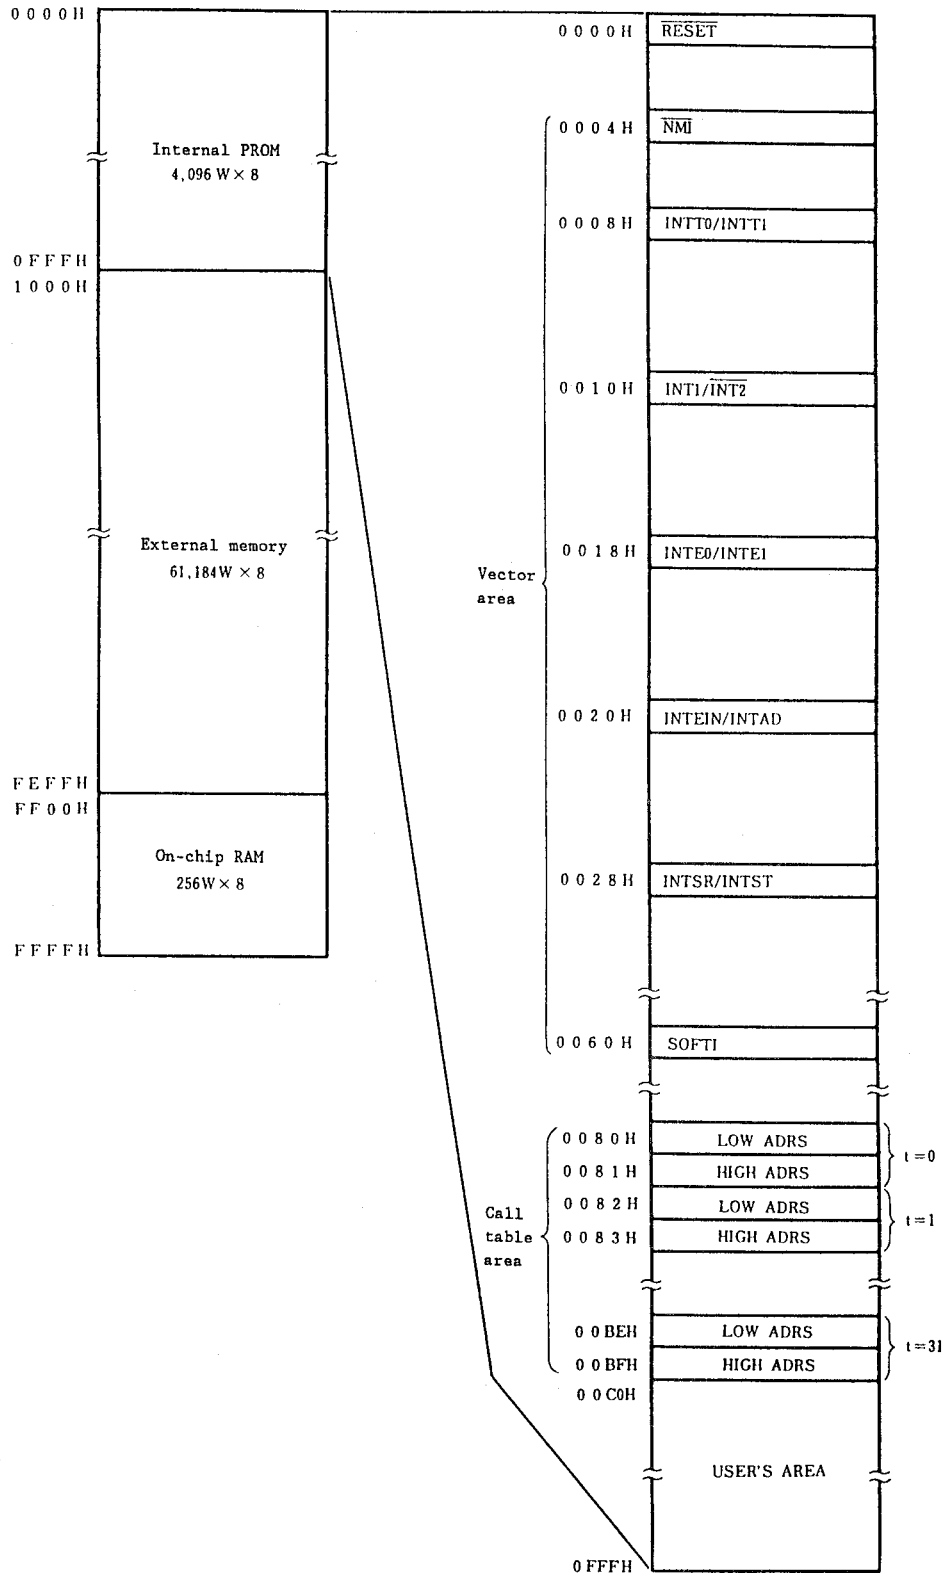 0000H
Internal PROM
4,096 W × 8
0FFFH
1000H
External memory
61,184W × 8
FEFFH
FF00H
On-chip RAM
256W × 8
FFFFH
0000H RESET
0004H NMI
0008H INTT0/INTT1
0010H INT1/INT2
0018H INTE0/INTE1
Vector
area
0020H INTEIN/INTAD
0028H INTSR/INTST
0060H SOFTI
0080H LOW ADRS
t=0
0081H HIGH ADRS
0082H LOW ADRS
t=1
0083H HIGH ADRS
Call
table
area
00BEH LOW ADRS
t=31
00BFH HIGH ADRS
00C0H
USER'S AREA
0FFFH